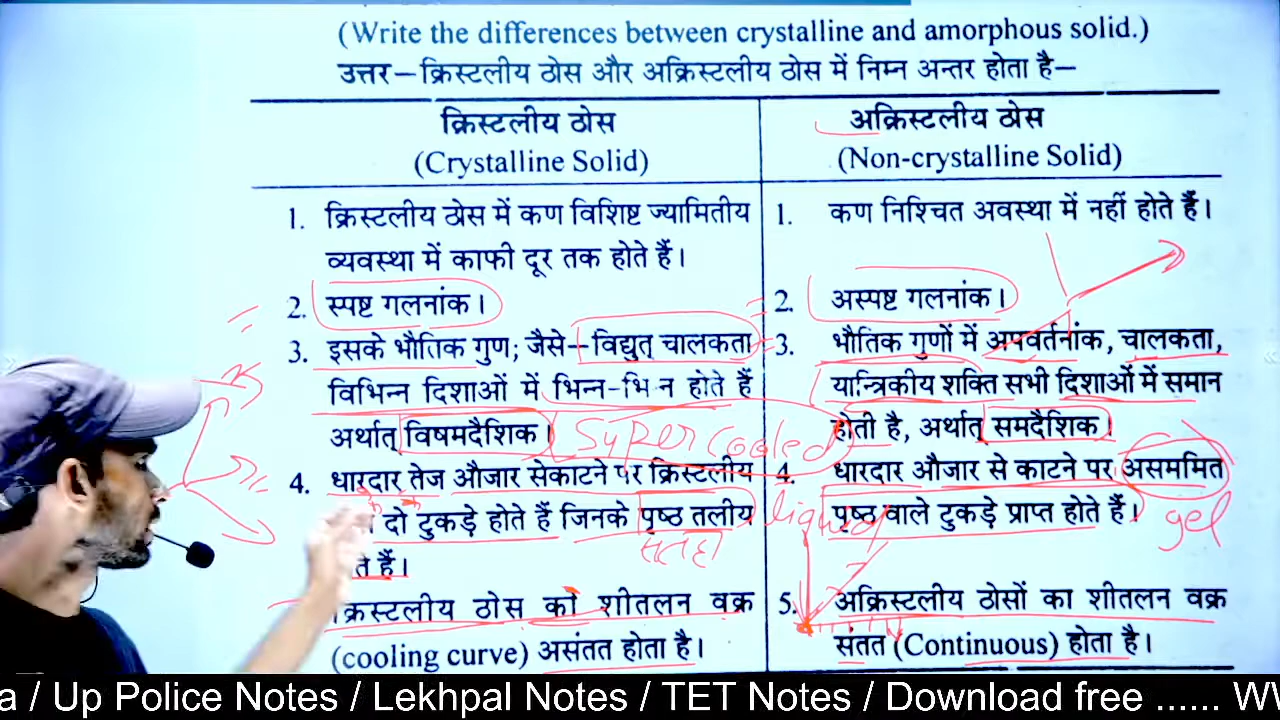 (Write the differences between crystalline and amorphous solid.)
उत्तर–क्रिस्टलीय ठोस और अक्रिस्टलीय ठोस में निम्न अन्तर होता है–
क्रिस्टलीय ठोस
(Crystalline Solid)
अक्रिस्टलीय ठोस
(Non-crystalline Solid)
1. क्रिस्टलीय ठोस में कण विशिष्ट ज्यामितीय
व्यवस्था में काफी दूर तक होते हैं।
1. कण निश्चित अवस्था में नहीं होते हैं।
2. स्पष्ट गलनांक।
2. अस्पष्ट गलनांक।
3. इसके भौतिक गुण; जैसे–विद्युत् चालकता
विभिन्न दिशाओं में भिन्न-भिन्न होते हैं
अर्थात् विषमदैशिक।
3. भौतिक गुणों में अपवर्तनांक, चालकता,
यान्त्रिकीय शक्ति सभी दिशाओं में समान
होती है, अर्थात् समदैशिक।
Super cooled
liquid
4. धारदार तेज औजार सेकाटने पर क्रिस्टलीय
दो टुकड़े होते हैं जिनके पृष्ठ तलीय
सतह
हैं।
4. धारदार औजार से काटने पर असममित
पृष्ठ वाले टुकड़े प्राप्त होते हैं।
gel
क्रिस्टलीय ठोस का शीतलन वक्र
(cooling curve) असंतत होता है।
5. अक्रिस्टलीय ठोसों का शीतलन वक्र
संतत (Continuous) होता है।
a / Up Police Notes / Lekhpal Notes / TET Notes / Download free ...... WV